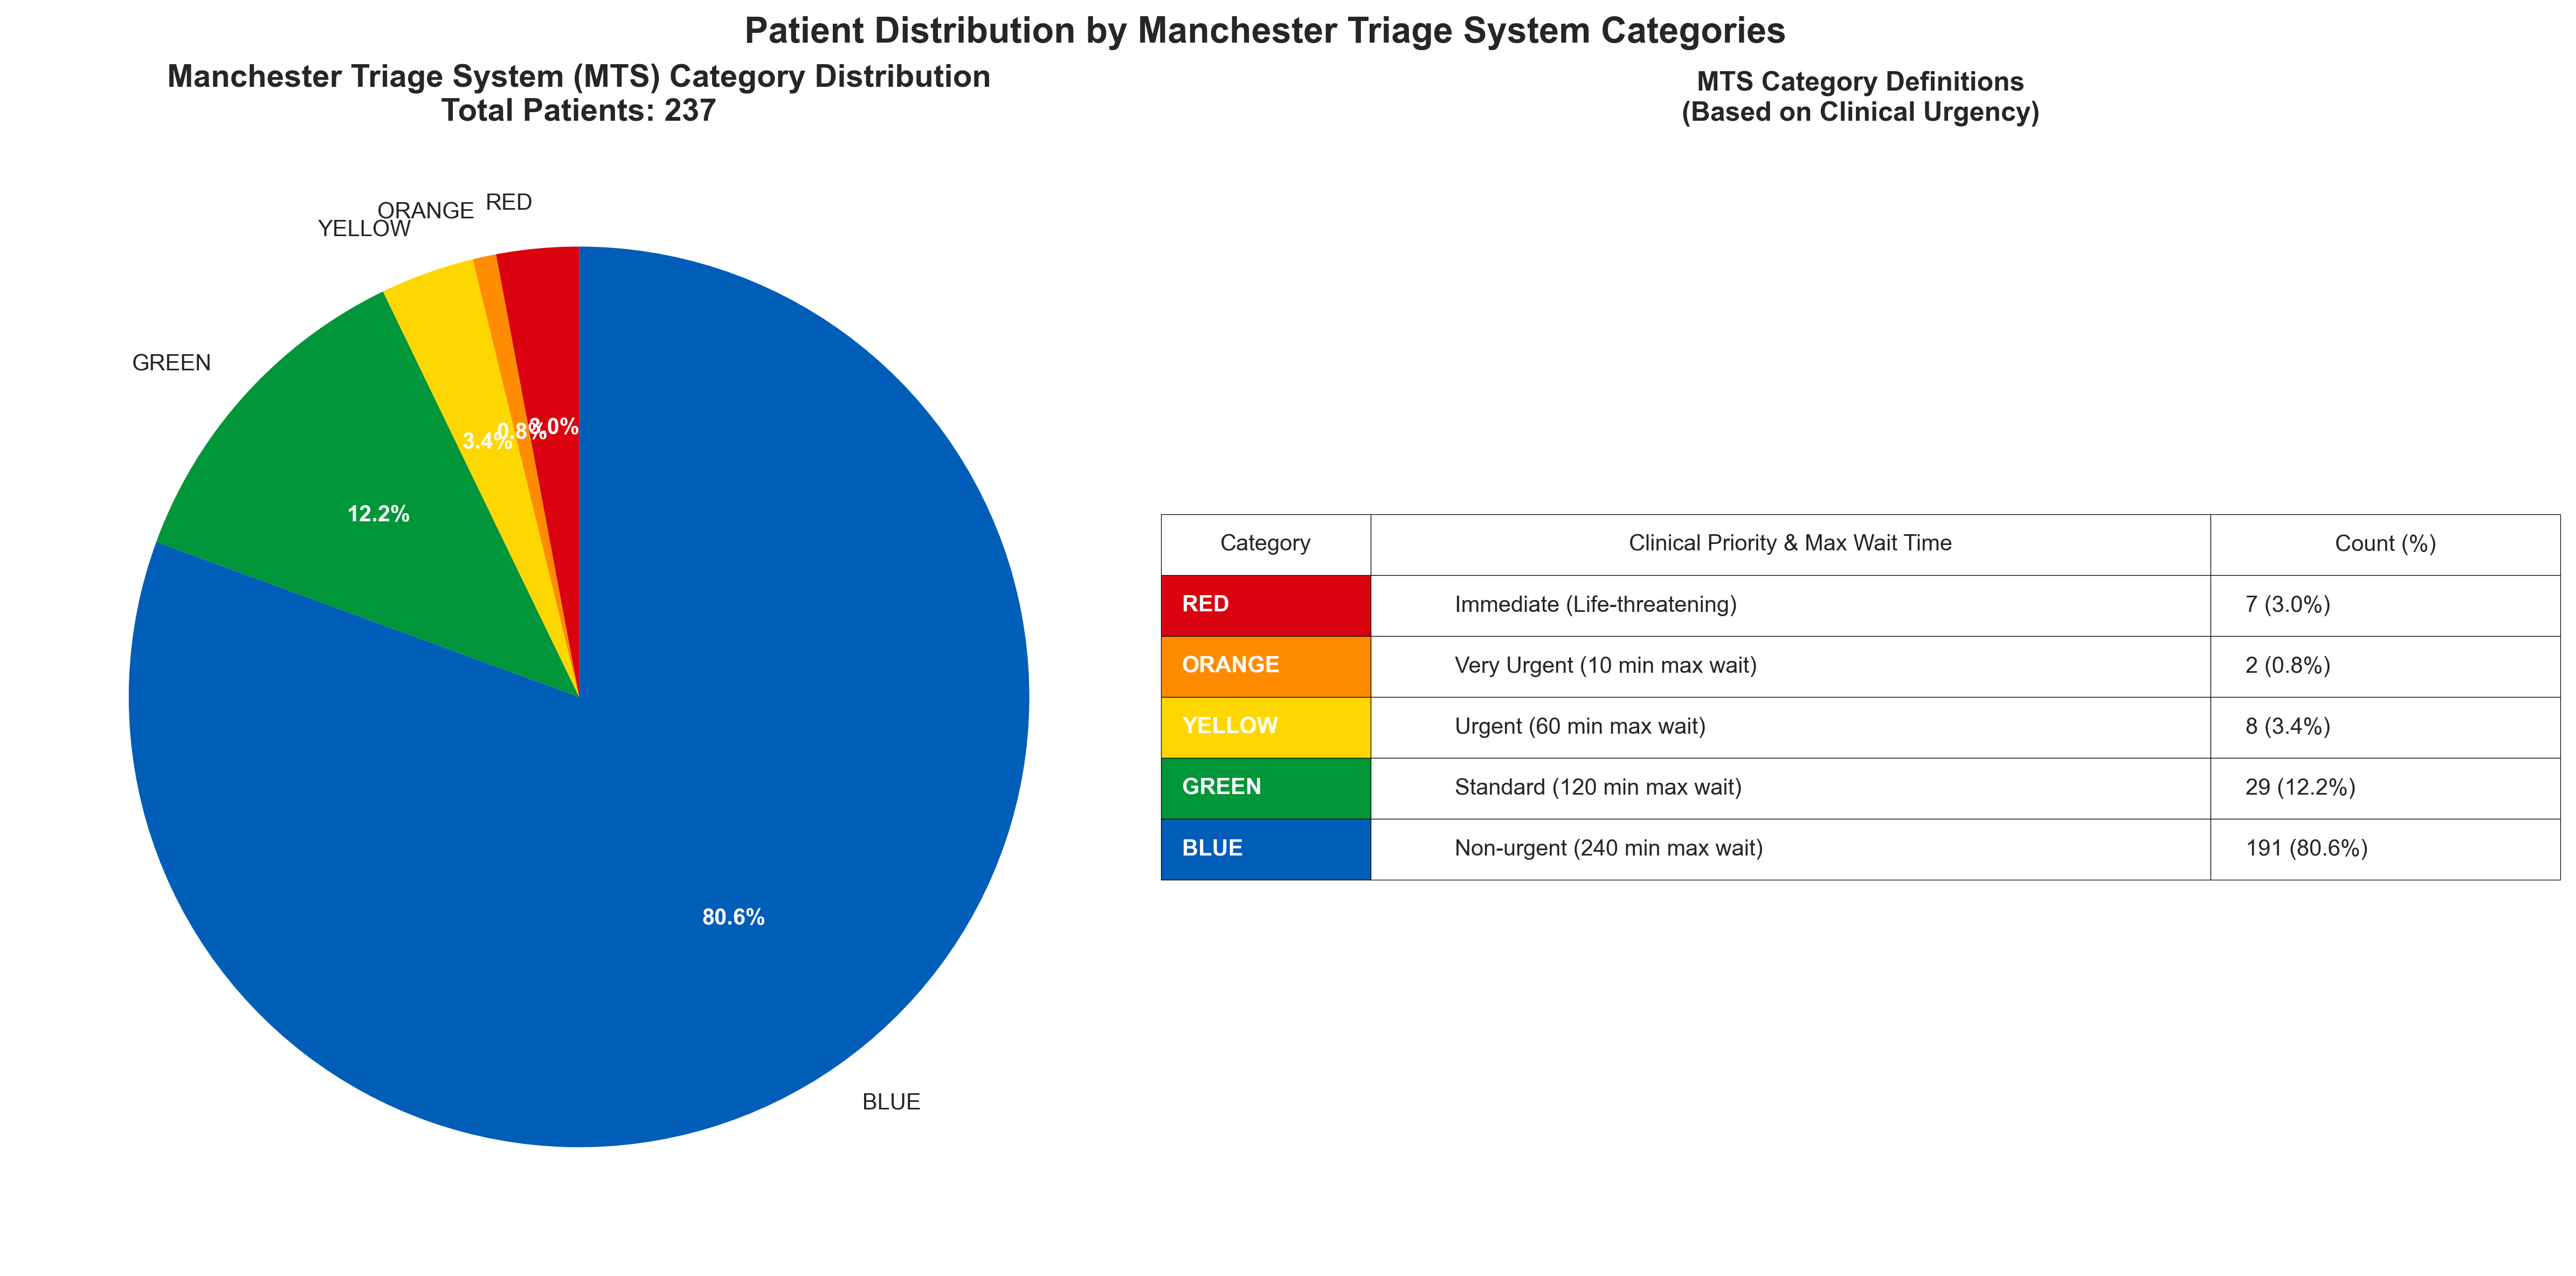 Patient Distribution by Manchester Triage System Categories
Manchester Triage System (MTS) Category Distribution
Total Patients: 237
RED
ORANGE
YELLOW
GREEN
3.0%
0.8%
3.4%
12.2%
80.6%
BLUE
MTS Category Definitions
(Based on Clinical Urgency)
Category Clinical Priority & Max Wait Time Count (%)
RED Immediate (Life-threatening) 7 (3.0%)
ORANGE Very Urgent (10 min max wait) 2 (0.8%)
YELLOW Urgent (60 min max wait) 8 (3.4%)
GREEN Standard (120 min max wait) 29 (12.2%)
BLUE Non-urgent (240 min max wait) 191 (80.6%)